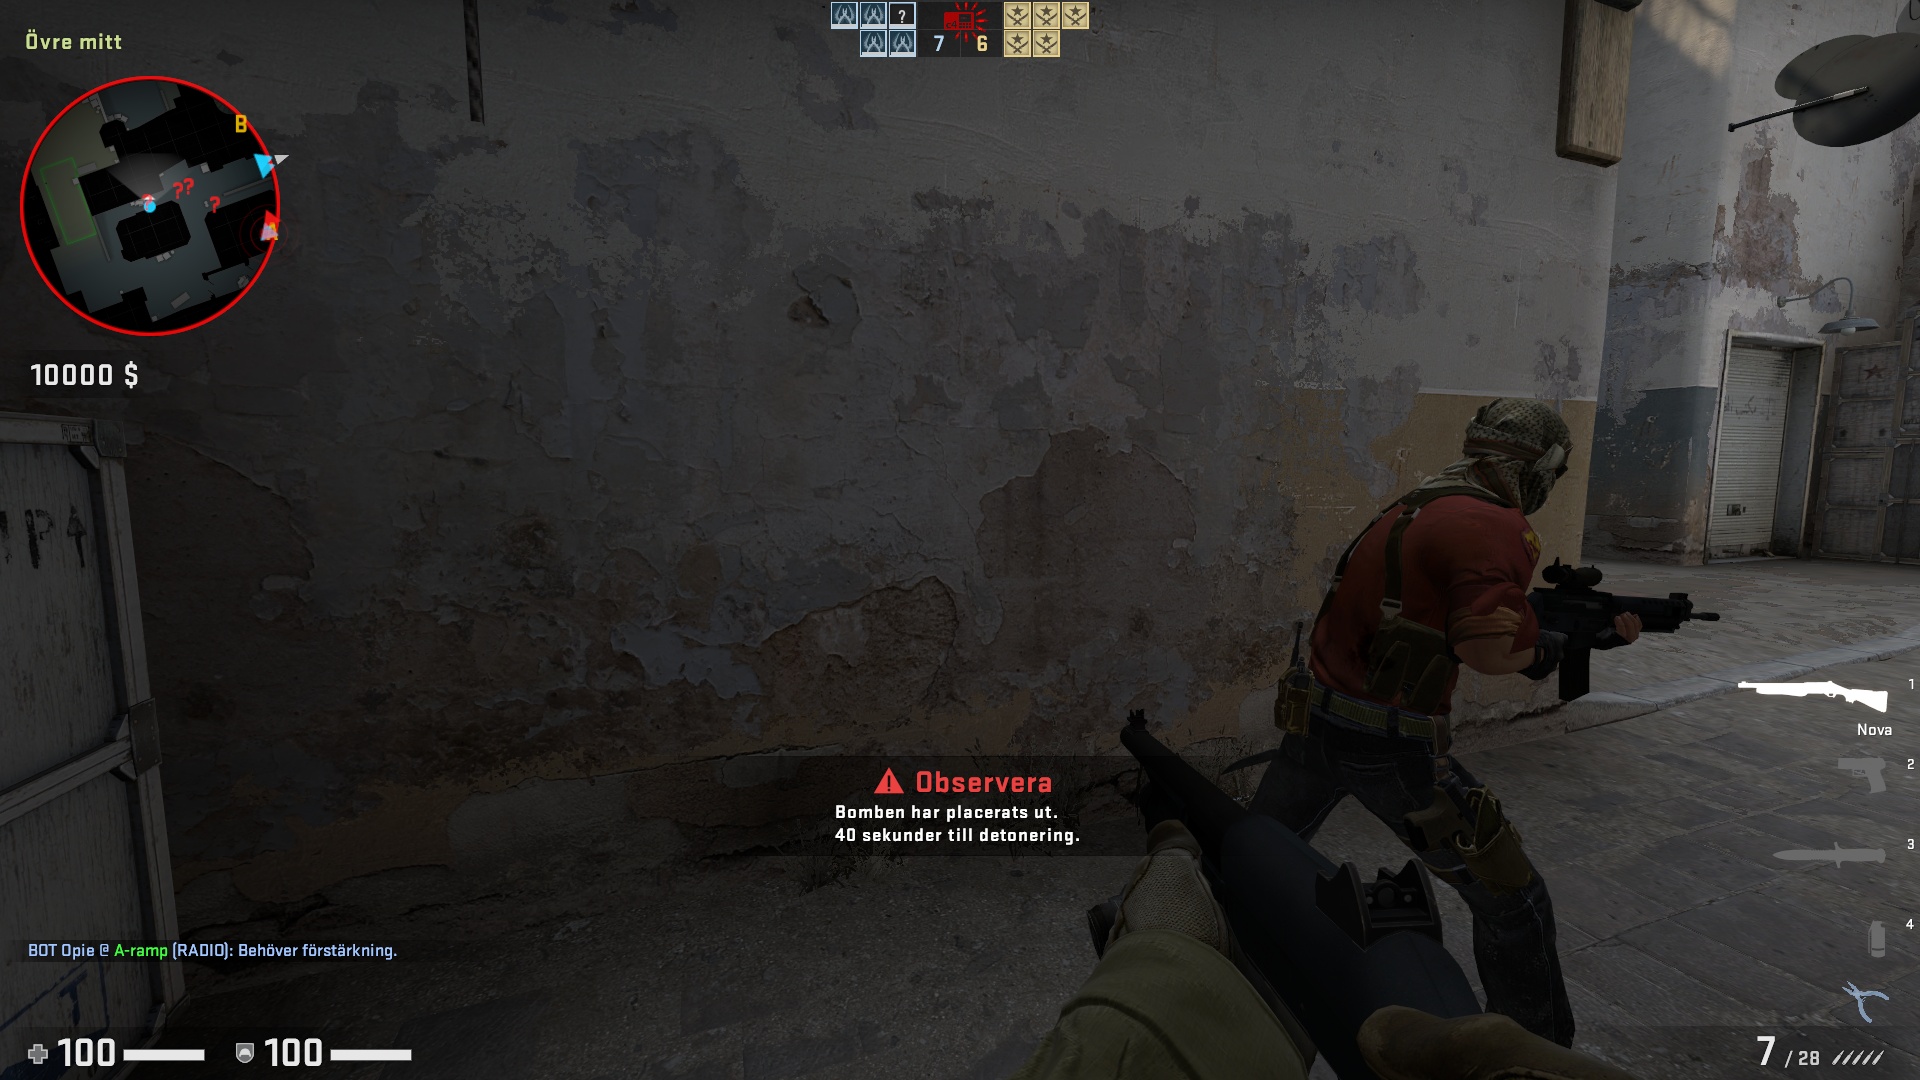 Övre mitt
?
7 6
B
? ?
?
10000 $
1
Nova
2
3
4
Observera
Bomben har placerats ut.
40 sekunder till detonering.
BOT Opie @ A-ramp (RADIO): Behöver förstärkning.
100
100
7 / 28